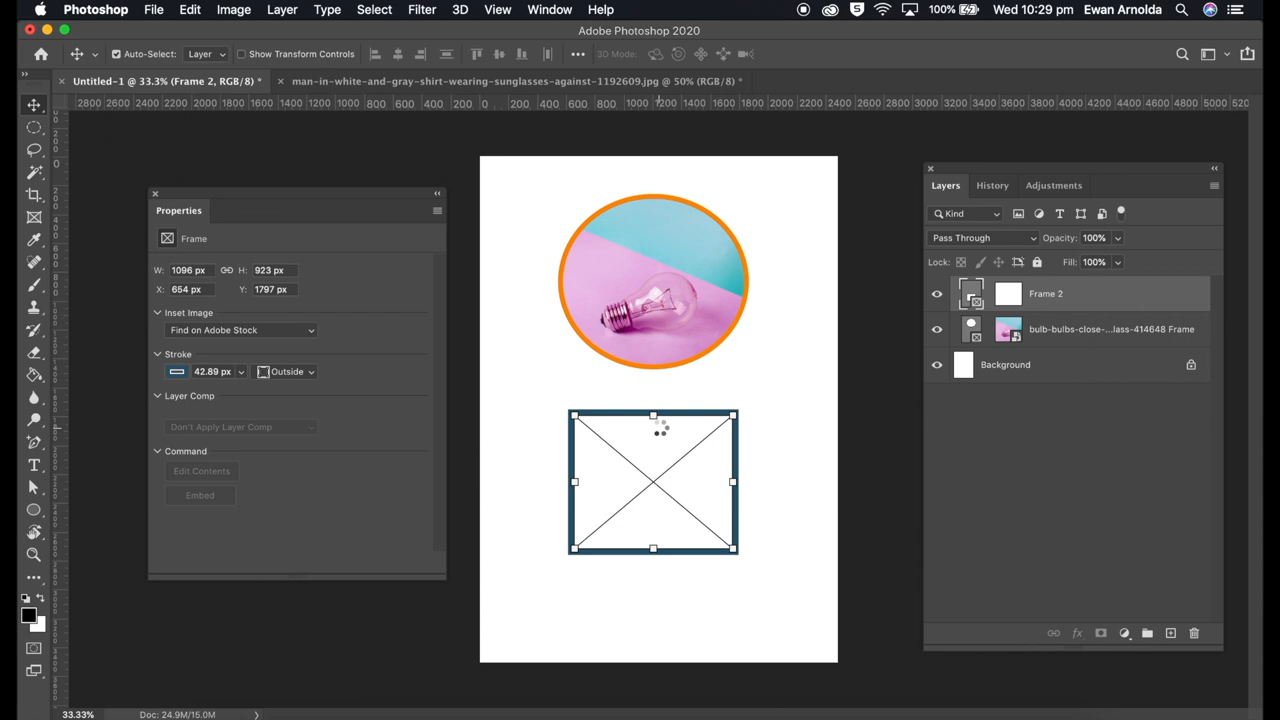 Photoshop File Edit Image Layer Type Select Filter 3D View Window Help S 100% Wed 10:29 pm Ewan Arnolda
Adobe Photoshop 2020
Auto-Select: Layer Show Transform Controls 3D Mode:
Untitled-1 @ 33.3% (Frame 2, RGB/8) * man-in-white-and-gray-shirt-wearing-sunglasses-against-1192609.jpg @ 50% (RGB/8) *
2800 2600 2400 2200 2000 1800 1600 1400 1200 1000 800 600 400 200 0 200 400 600 800 1000 1200 1400 1600 1800 2000 2200 2400 2600 2800 3000 3200 3400 3600 3800 4000 4200 4400 4600 4800 5000 520
Properties
Frame
W: 1096 px H: 923 px
X: 654 px Y: 1797 px
Inset Image
Find on Adobe Stock
Stroke
42.89 px Outside
Layer Comp
Don't Apply Layer Comp
Command
Edit Contents
Embed
Layers History Adjustments
Kind
Pass Through Opacity: 100%
Lock: Fill: 100%
Frame 2
bulb-bulbs-close-...lass-414648 Frame
Background
33.33% Doc: 24.9M/15.0M